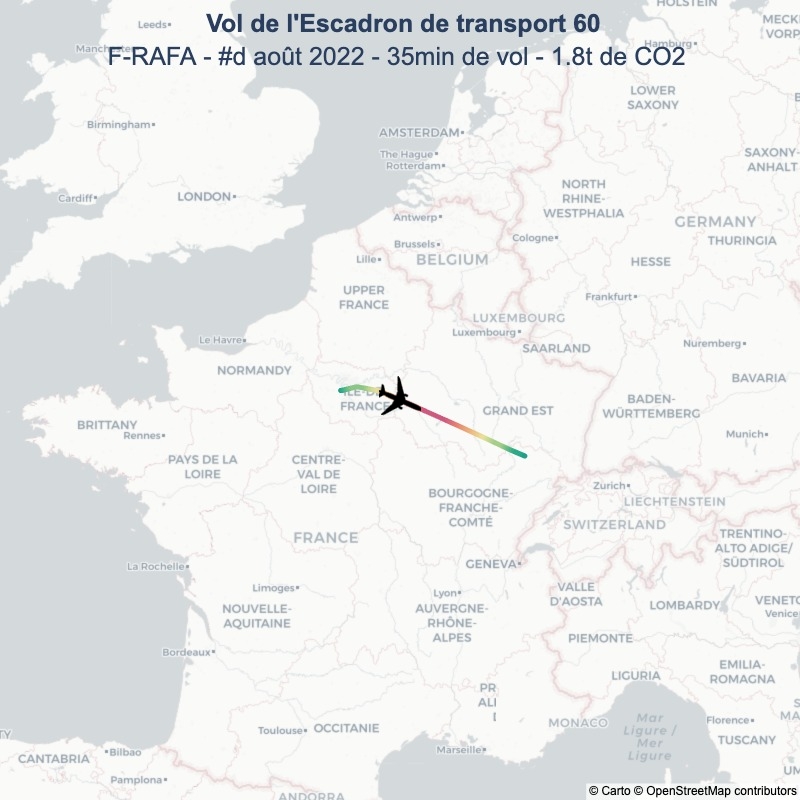 Vol de l'Escadron de transport 60
F-RAFA - #d août 2022 - 35min de vol - 1.8t de CO2
HOLSTEIN
Leeds
Hamburg
Birmingham
LOWER
SAXONY
AMSTERDAM
The Hague
Rotterdam
SAXONY-
ANHALT
Cardiff
LONDON
NORTH
RHINE-
WESTPHALIA
Antwerp
GERMANY
THURINGIA
Cologne
Brussels
BELGIUM
Lille
HESSE
UPPER
FRANCE
Frankfurt
LUXEMBOURG
Luxembourg
Le Havre
SAARLAND
Nuremberg
NORMANDY
BAVARIA
FRANCE
GRAND EST
BADEN-
WÜRTTEMBERG
BRITTANY
Rennes
Munich
PAYS DE LA
LOIRE
CENTRE-
VAL DE
LOIRE
Zurich
LIECHTENSTEIN
BOURGOGNE-
FRANCHE-
COMTÉ
SWITZERLAND
FRANCE
TRENTINO-
ALTO ADIGE/
SÜDTIROL
La Rochelle
GENEVA
Limoges
VALLE
D'AOSTA
Lyon
LOMBARDY
VENETO
Venice
NOUVELLE-
AQUITAINE
AUVERGNE-
RHÔNE-
ALPES
PIEMONTE
Bordeaux
EMILIA-
ROMAGNA
LIGURIA
PR
MONACO
Mar
Ligure /
Mer
Ligure
Florence
TUSCANY
Toulouse
OCCITANIE
Marseille
CANTABRIA
Bilbao
Pamplona
ANDORRA
UM
© Carto © OpenStreetMap contributors